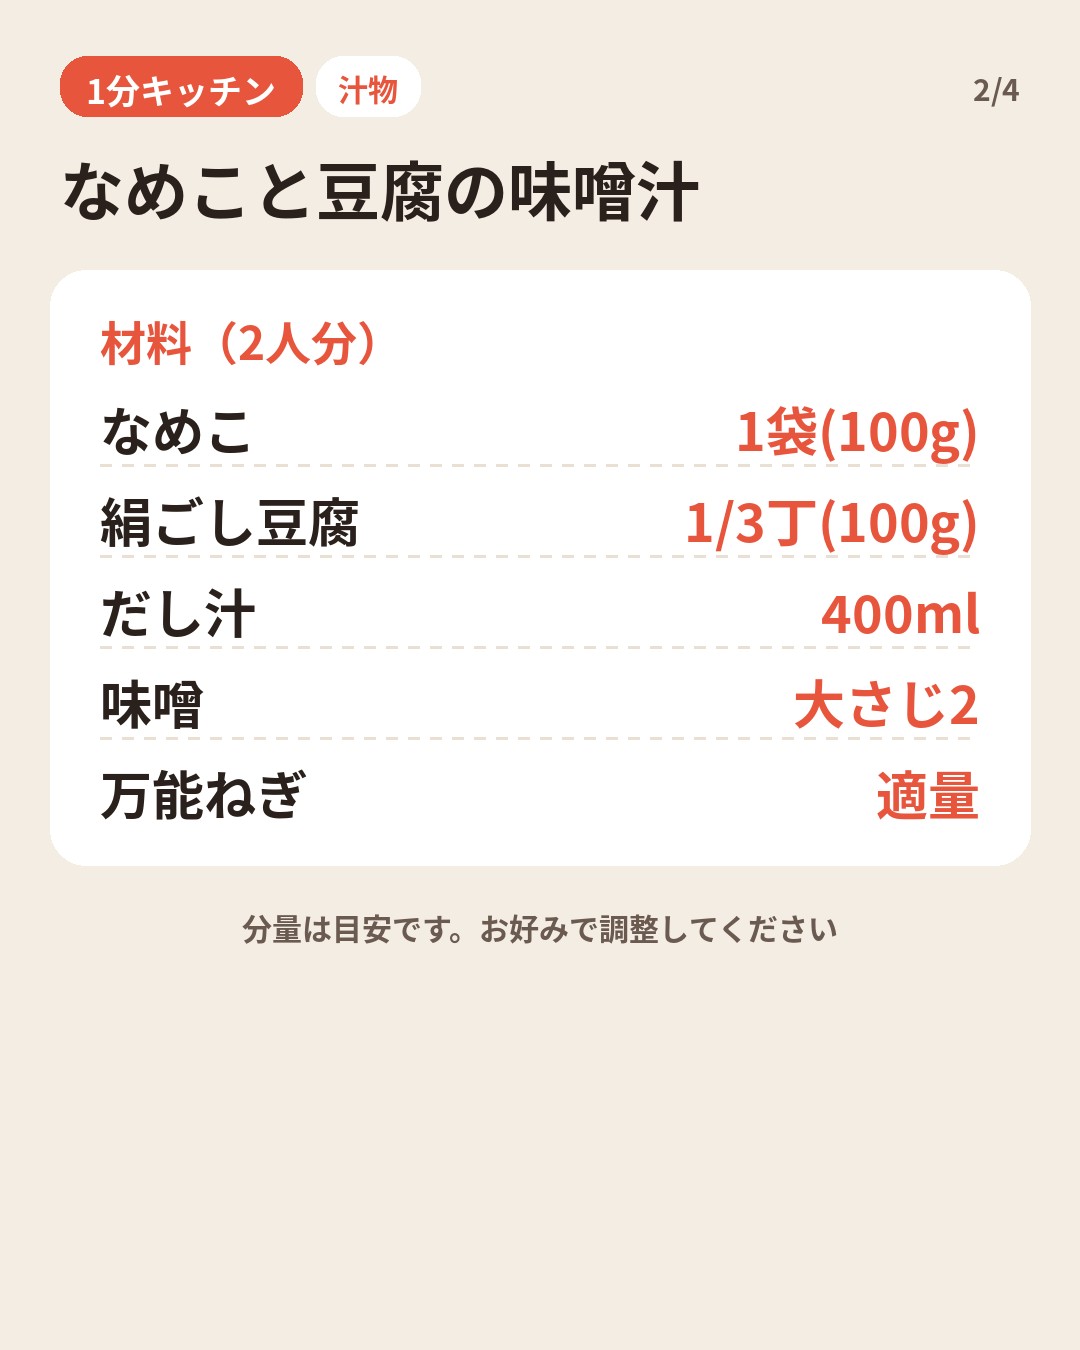 1分キッチン 汁物 2/4
なめこと豆腐の味噌汁
材料（2人分）
なめこ 1袋(100g)
絹ごし豆腐 1/3丁(100g)
だし汁 400ml
味噌 大さじ2
万能ねぎ 適量
分量は目安です。お好みで調整してください